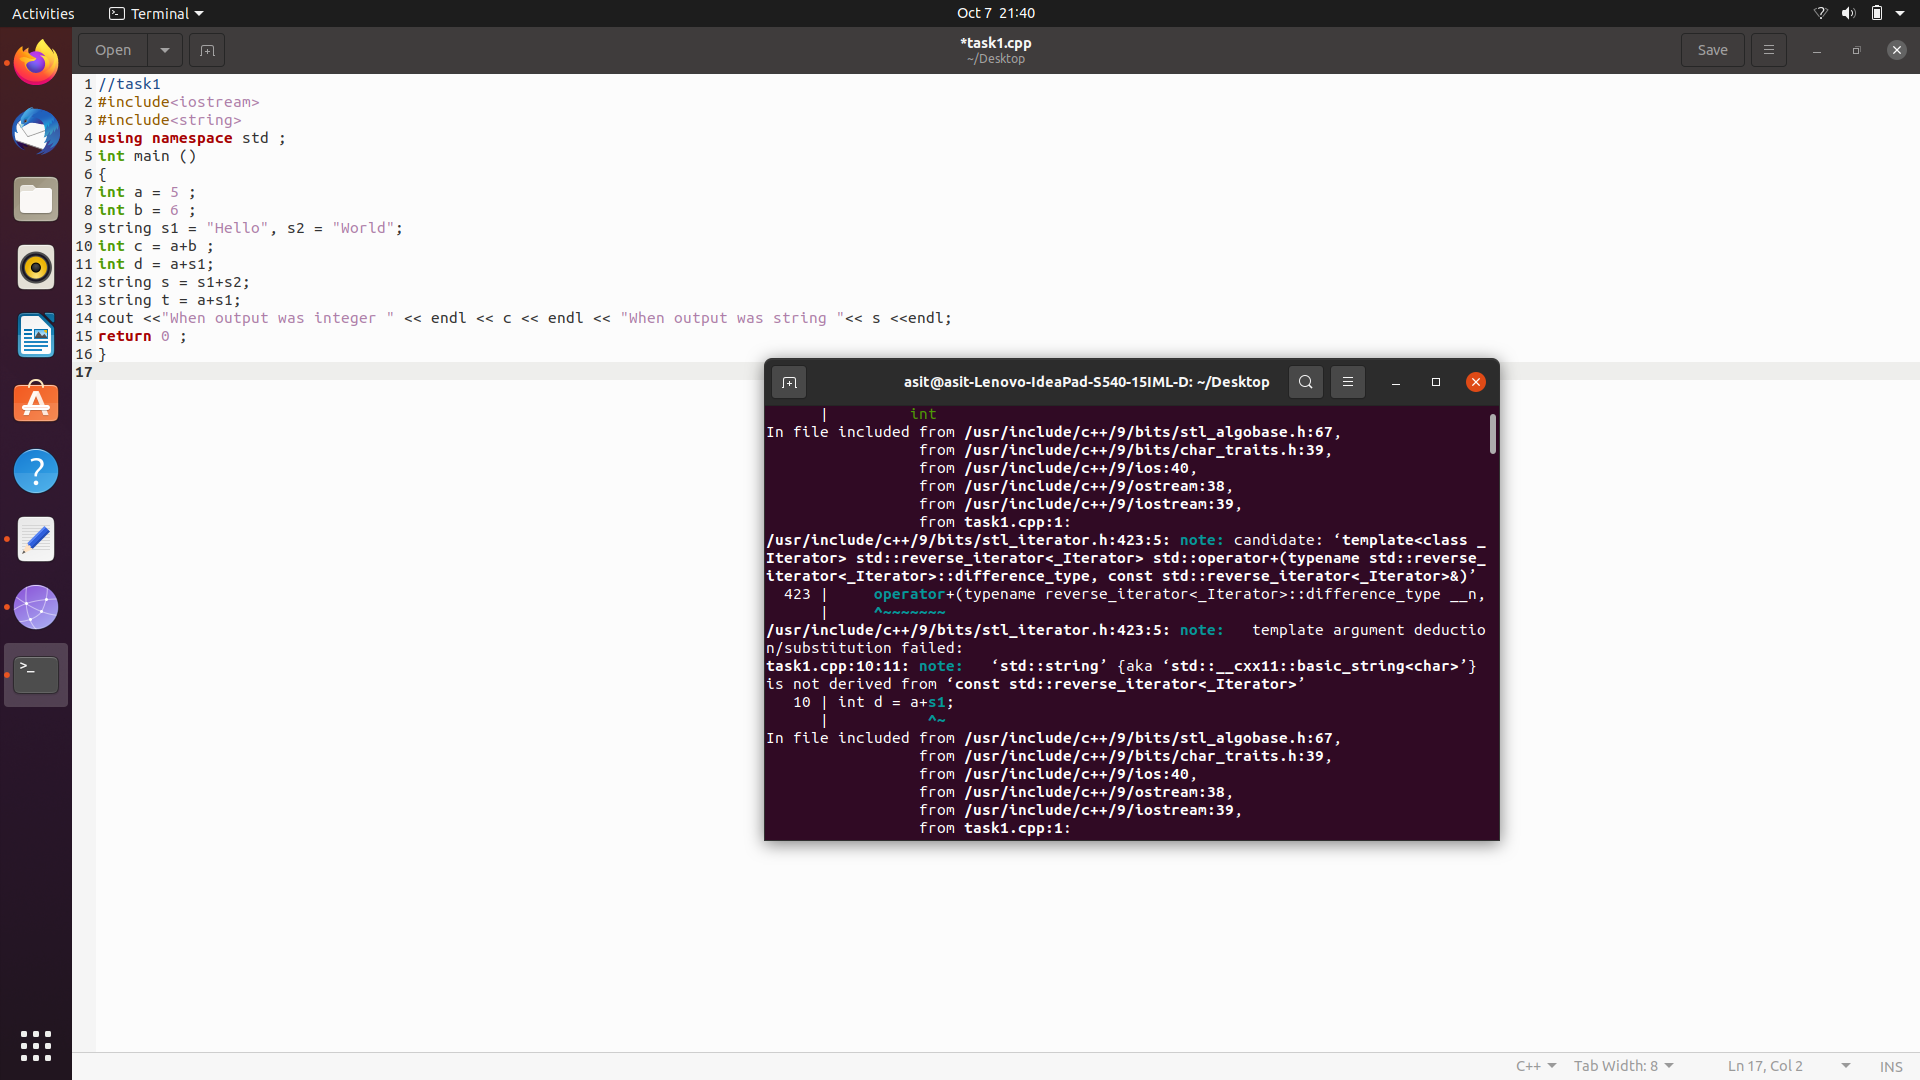 Activities
Terminal
Oct 7 21:40
Open
*task1.cpp
~/Desktop
Save
1 //task1
2 #include<iostream>
3 #include<string>
4 using namespace std ;
5 int main ()
6 {
7 int a = 5 ;
8 int b = 6 ;
9 string s1 = "Hello", s2 = "World";
10 int c = a+b ;
11 int d = a+s1;
12 string s = s1+s2;
13 string t = a+s1;
14 cout <<"When output was integer " << endl << c << endl << "When output was string "<< s <<endl;
15 return 0 ;
16 }
17
asit@asit-Lenovo-IdeaPad-S540-15IML-D: ~/Desktop
| int
In file included from /usr/include/c++/9/bits/stl_algobase.h:67,
from /usr/include/c++/9/bits/char_traits.h:39,
from /usr/include/c++/9/ios:40,
from /usr/include/c++/9/ostream:38,
from /usr/include/c++/9/iostream:39,
from task1.cpp:1:
/usr/include/c++/9/bits/stl_iterator.h:423:5: note: candidate: ‘template<class _
Iterator> std::reverse_iterator<_Iterator> std::operator+(typename std::reverse_
iterator<_Iterator>::difference_type, const std::reverse_iterator<_Iterator>&)’
423 | operator+(typename reverse_iterator<_Iterator>::difference_type __n,
| ^~~~~~~~
/usr/include/c++/9/bits/stl_iterator.h:423:5: note: template argument deductio
n/substitution failed:
task1.cpp:10:11: note: ‘std::string’ {aka ‘std::__cxx11::basic_string<char>’}
is not derived from ‘const std::reverse_iterator<_Iterator>’
10 | int d = a+s1;
| ^~
In file included from /usr/include/c++/9/bits/stl_algobase.h:67,
from /usr/include/c++/9/bits/char_traits.h:39,
from /usr/include/c++/9/ios:40,
from /usr/include/c++/9/ostream:38,
from /usr/include/c++/9/iostream:39,
from task1.cpp:1:
C++
Tab Width: 8
Ln 17, Col 2
INS